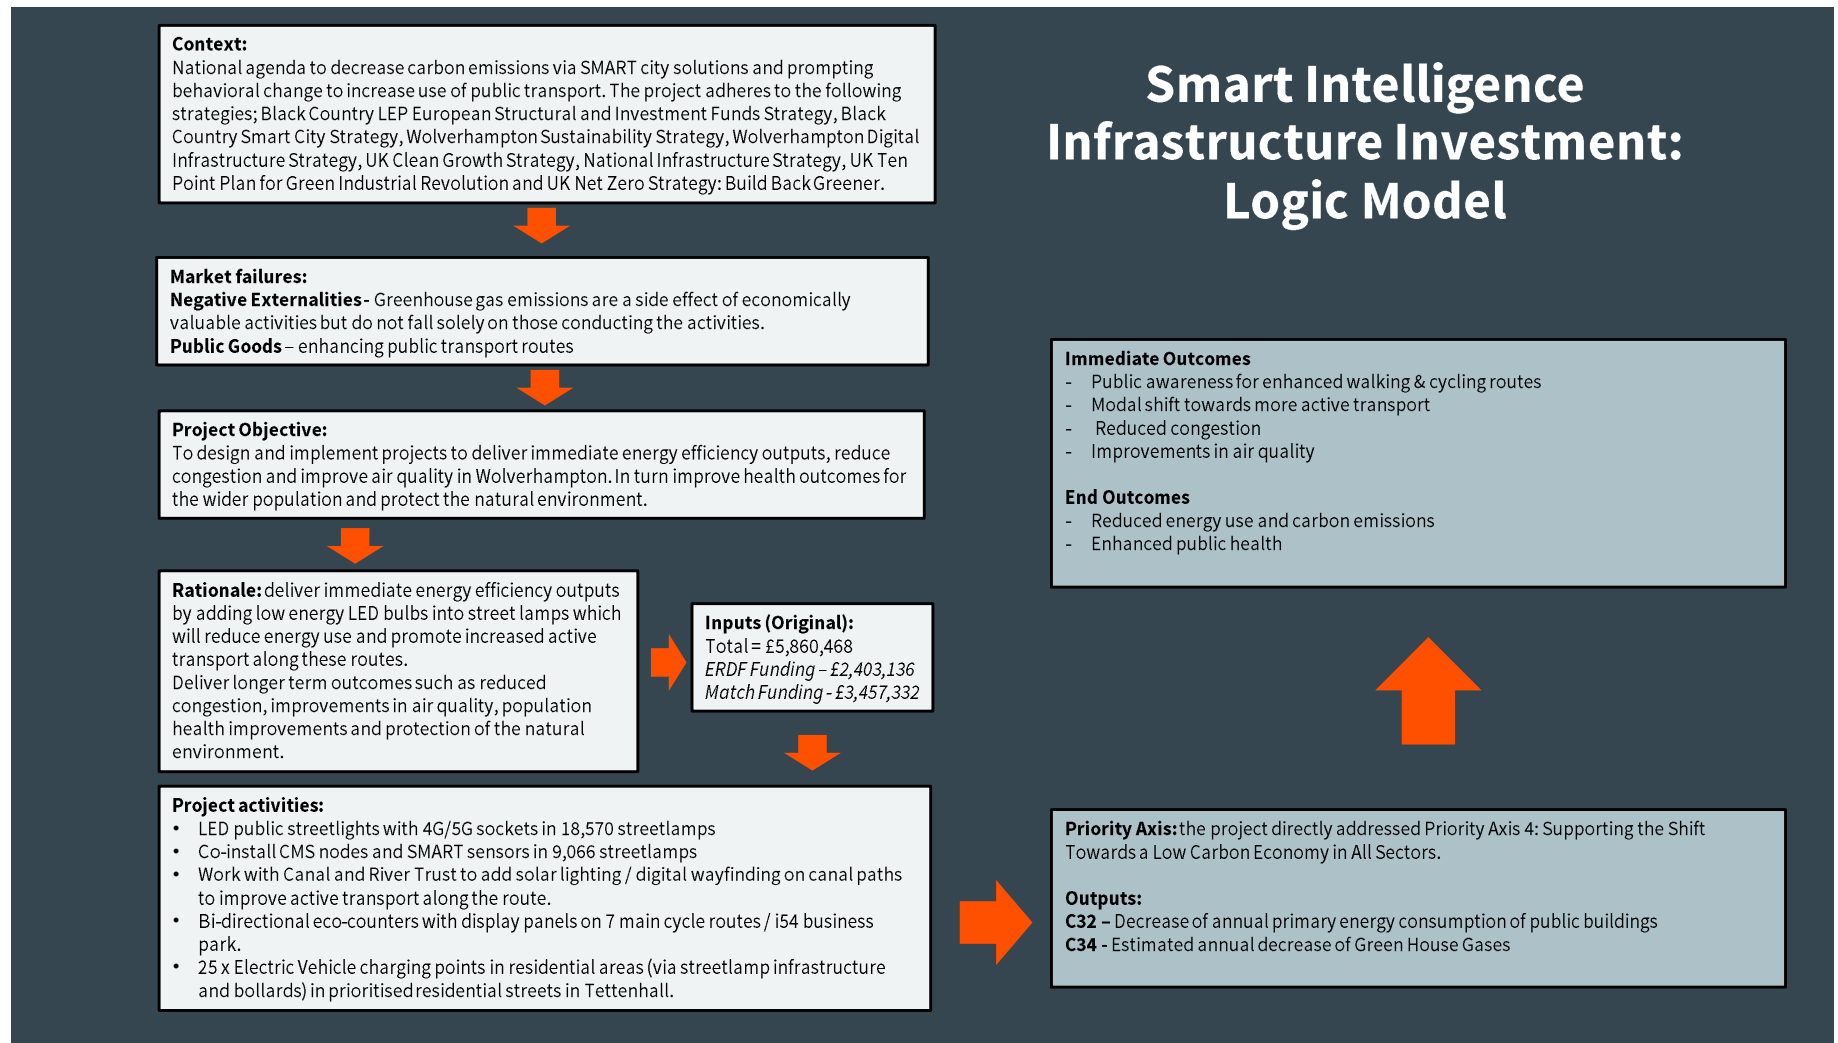 Smart Intelligence
Infrastructure Investment:
Logic Model
Context:
National agenda to decrease carbon emissions via SMART city solutions and prompting
behavioral change to increase use of public transport. The project adheres to the following
strategies; Black Country LEP European Structural and Investment Funds Strategy, Black
Country Smart City Strategy, Wolverhampton Sustainability Strategy, Wolverhampton Digital
Infrastructure Strategy, UK Clean Growth Strategy, National Infrastructure Strategy, UK Ten
Point Plan for Green Industrial Revolution and UK Net Zero Strategy: Build Back Greener.
Market failures:
Negative Externalities - Greenhouse gas emissions are a side effect of economically
valuable activities but do not fall solely on those conducting the activities.
Public Goods – enhancing public transport routes
Project Objective:
To design and implement projects to deliver immediate energy efficiency outputs, reduce
congestion and improve air quality in Wolverhampton. In turn improve health outcomes for
the wider population and protect the natural environment.
Rationale: deliver immediate energy efficiency outputs
by adding low energy LED bulbs into street lamps which
will reduce energy use and promote increased active
transport along these routes.
Deliver longer term outcomes such as reduced
congestion, improvements in air quality, population
health improvements and protection of the natural
environment.
Inputs (Original):
Total = £5,860,468
ERDF Funding – £2,403,136
Match Funding - £3,457,332
Project activities:
• LED public streetlights with 4G/5G sockets in 18,570 streetlamps
• Co-install CMS nodes and SMART sensors in 9,066 streetlamps
• Work with Canal and River Trust to add solar lighting / digital wayfinding on canal paths
to improve active transport along the route.
• Bi-directional eco-counters with display panels on 7 main cycle routes / i54 business
park.
• 25 x Electric Vehicle charging points in residential areas (via streetlamp infrastructure
and bollards) in prioritised residential streets in Tettenhall.
Priority Axis: the project directly addressed Priority Axis 4: Supporting the Shift
Towards a Low Carbon Economy in All Sectors.
Outputs:
C32 – Decrease of annual primary energy consumption of public buildings
C34 - Estimated annual decrease of Green House Gases
Immediate Outcomes
- Public awareness for enhanced walking & cycling routes
- Modal shift towards more active transport
- Reduced congestion
- Improvements in air quality
End Outcomes
- Reduced energy use and carbon emissions
- Enhanced public health